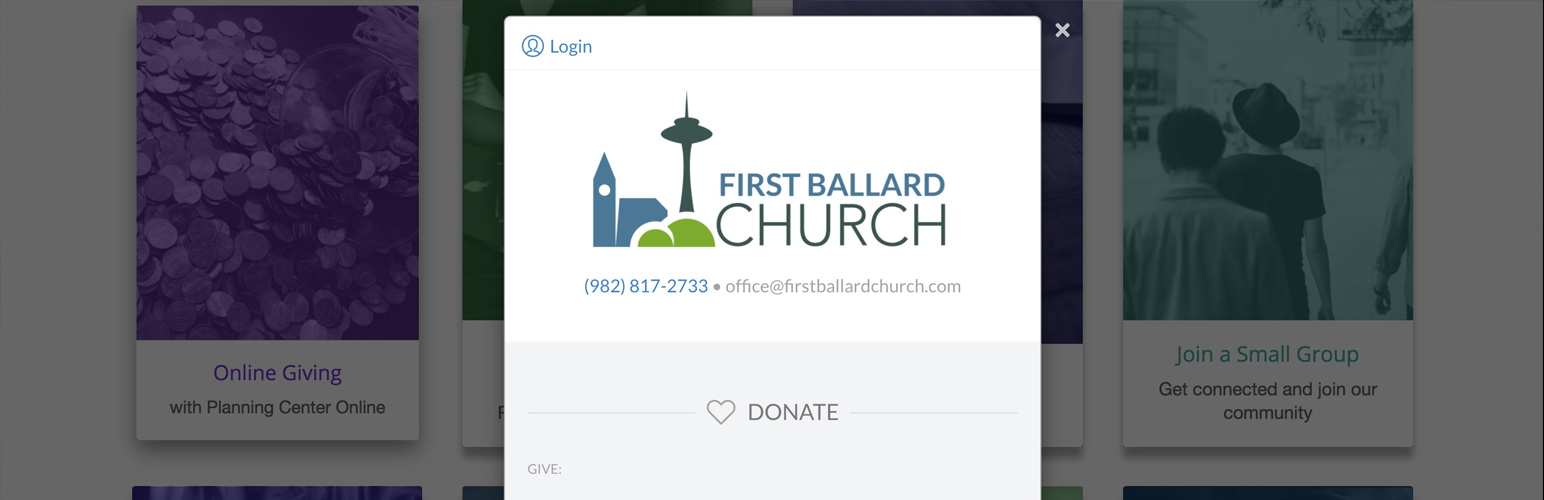 Login
FIRST BALLARD
CHURCH
(982) 817-2733 • office@firstballardchurch.com
DONATE
GIVE:
Online Giving
with Planning Center Online
Join a Small Group
Get connected and join our
community